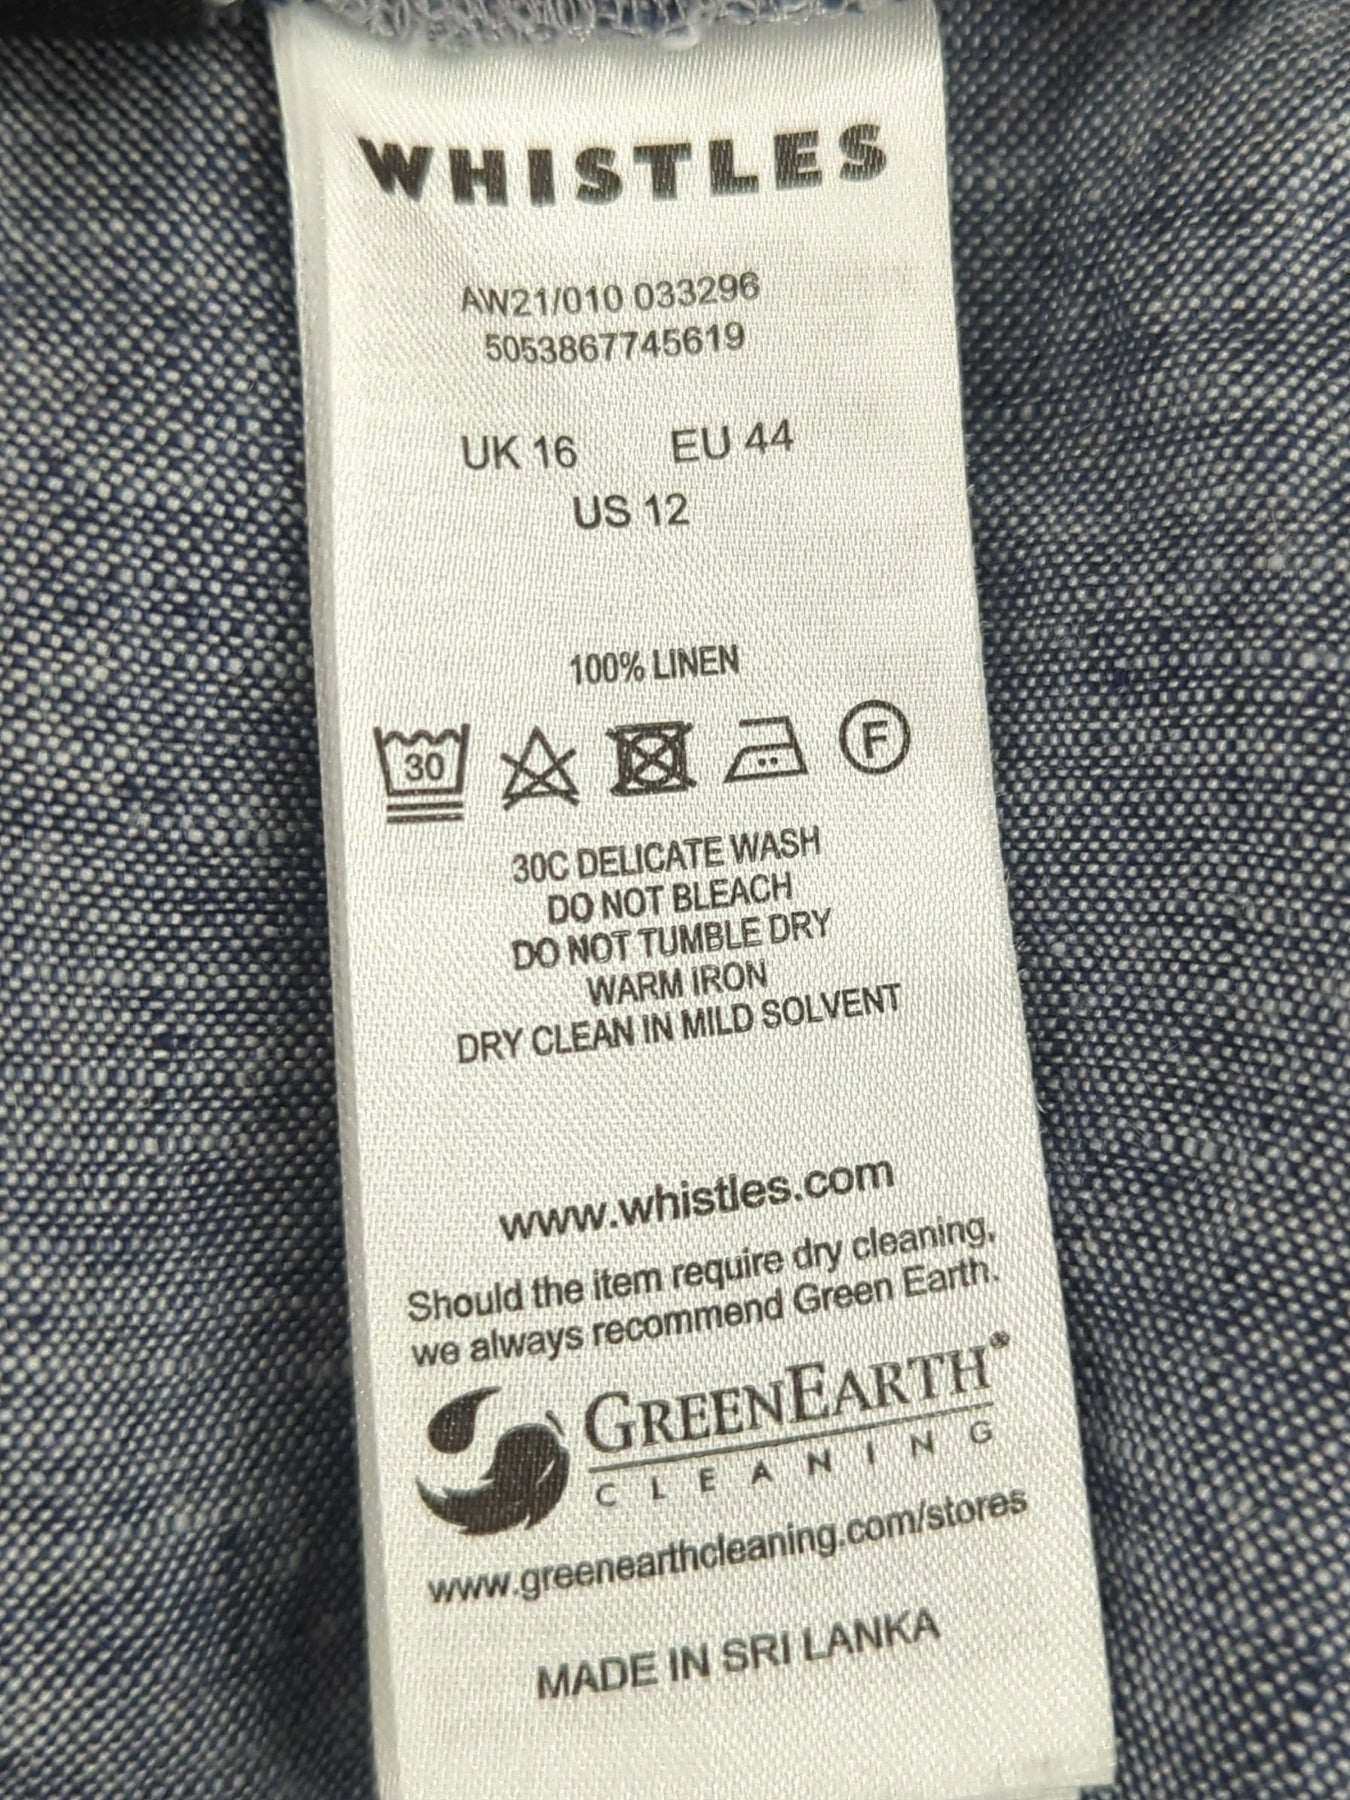 WHISTLES
AW21/010 033296
5053867745619
UK 16 EU 44
US 12
100% LINEN
30 F
30C DELICATE WASH
DO NOT BLEACH
DO NOT TUMBLE DRY
WARM IRON
DRY CLEAN IN MILD SOLVENT
www.whistles.com
Should the item require dry cleaning,
we always recommend Green Earth.
GREENEARTH®
CLEANING
www.greenearthcleaning.com/stores
MADE IN SRI LANKA